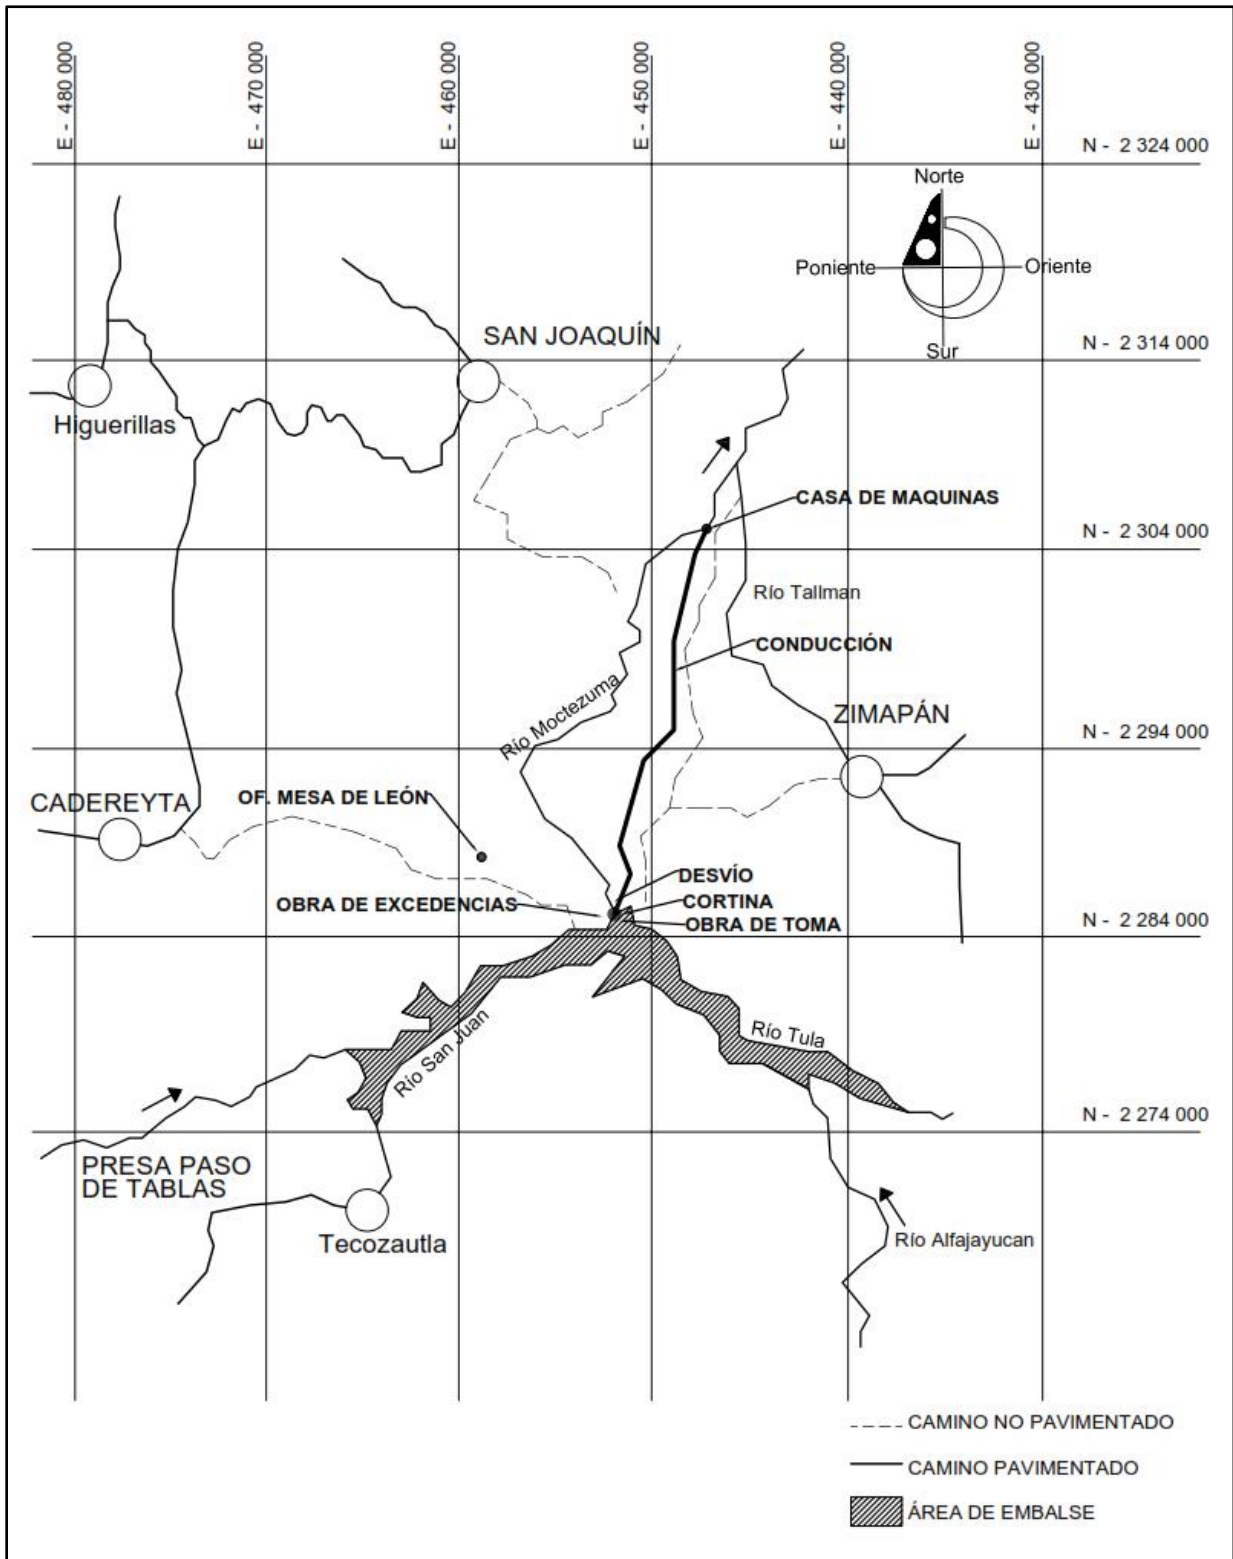 E - 480 000
E - 470 000
E - 460 000
E - 450 000
E - 440 000
E - 430 000
N - 2 324 000
Norte
Poniente
Oriente
Sur
N - 2 314 000
SAN JOAQUÍN
Higuerillas
CASA DE MAQUINAS
N - 2 304 000
Río Tallman
CONDUCCIÓN
Río Moctezuma
ZIMAPÁN
N - 2 294 000
CADEREYTA
OF. MESA DE LEÓN
DESVÍO
OBRA DE EXCEDENCIAS
CORTINA
OBRA DE TOMA
N - 2 284 000
Río San Juan
Río Tula
N - 2 274 000
PRESA PASO
DE TABLAS
Tecozautla
Río Alfajayucan
CAMINO NO PAVIMENTADO
CAMINO PAVIMENTADO
ÁREA DE EMBALSE